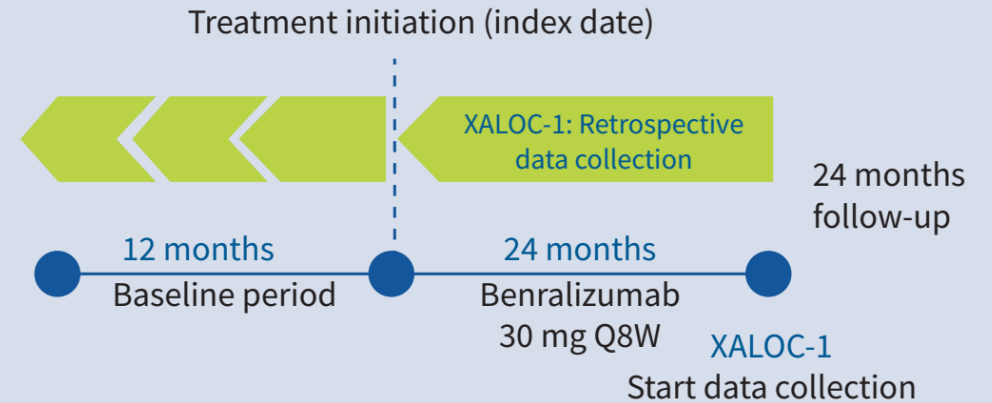 Treatment initiation (index date)
XALOC-1: Retrospective
data collection
24 months
follow-up
12 months
24 months
Baseline period
Benralizumab
30 mg Q8W
XALOC-1
Start data collection